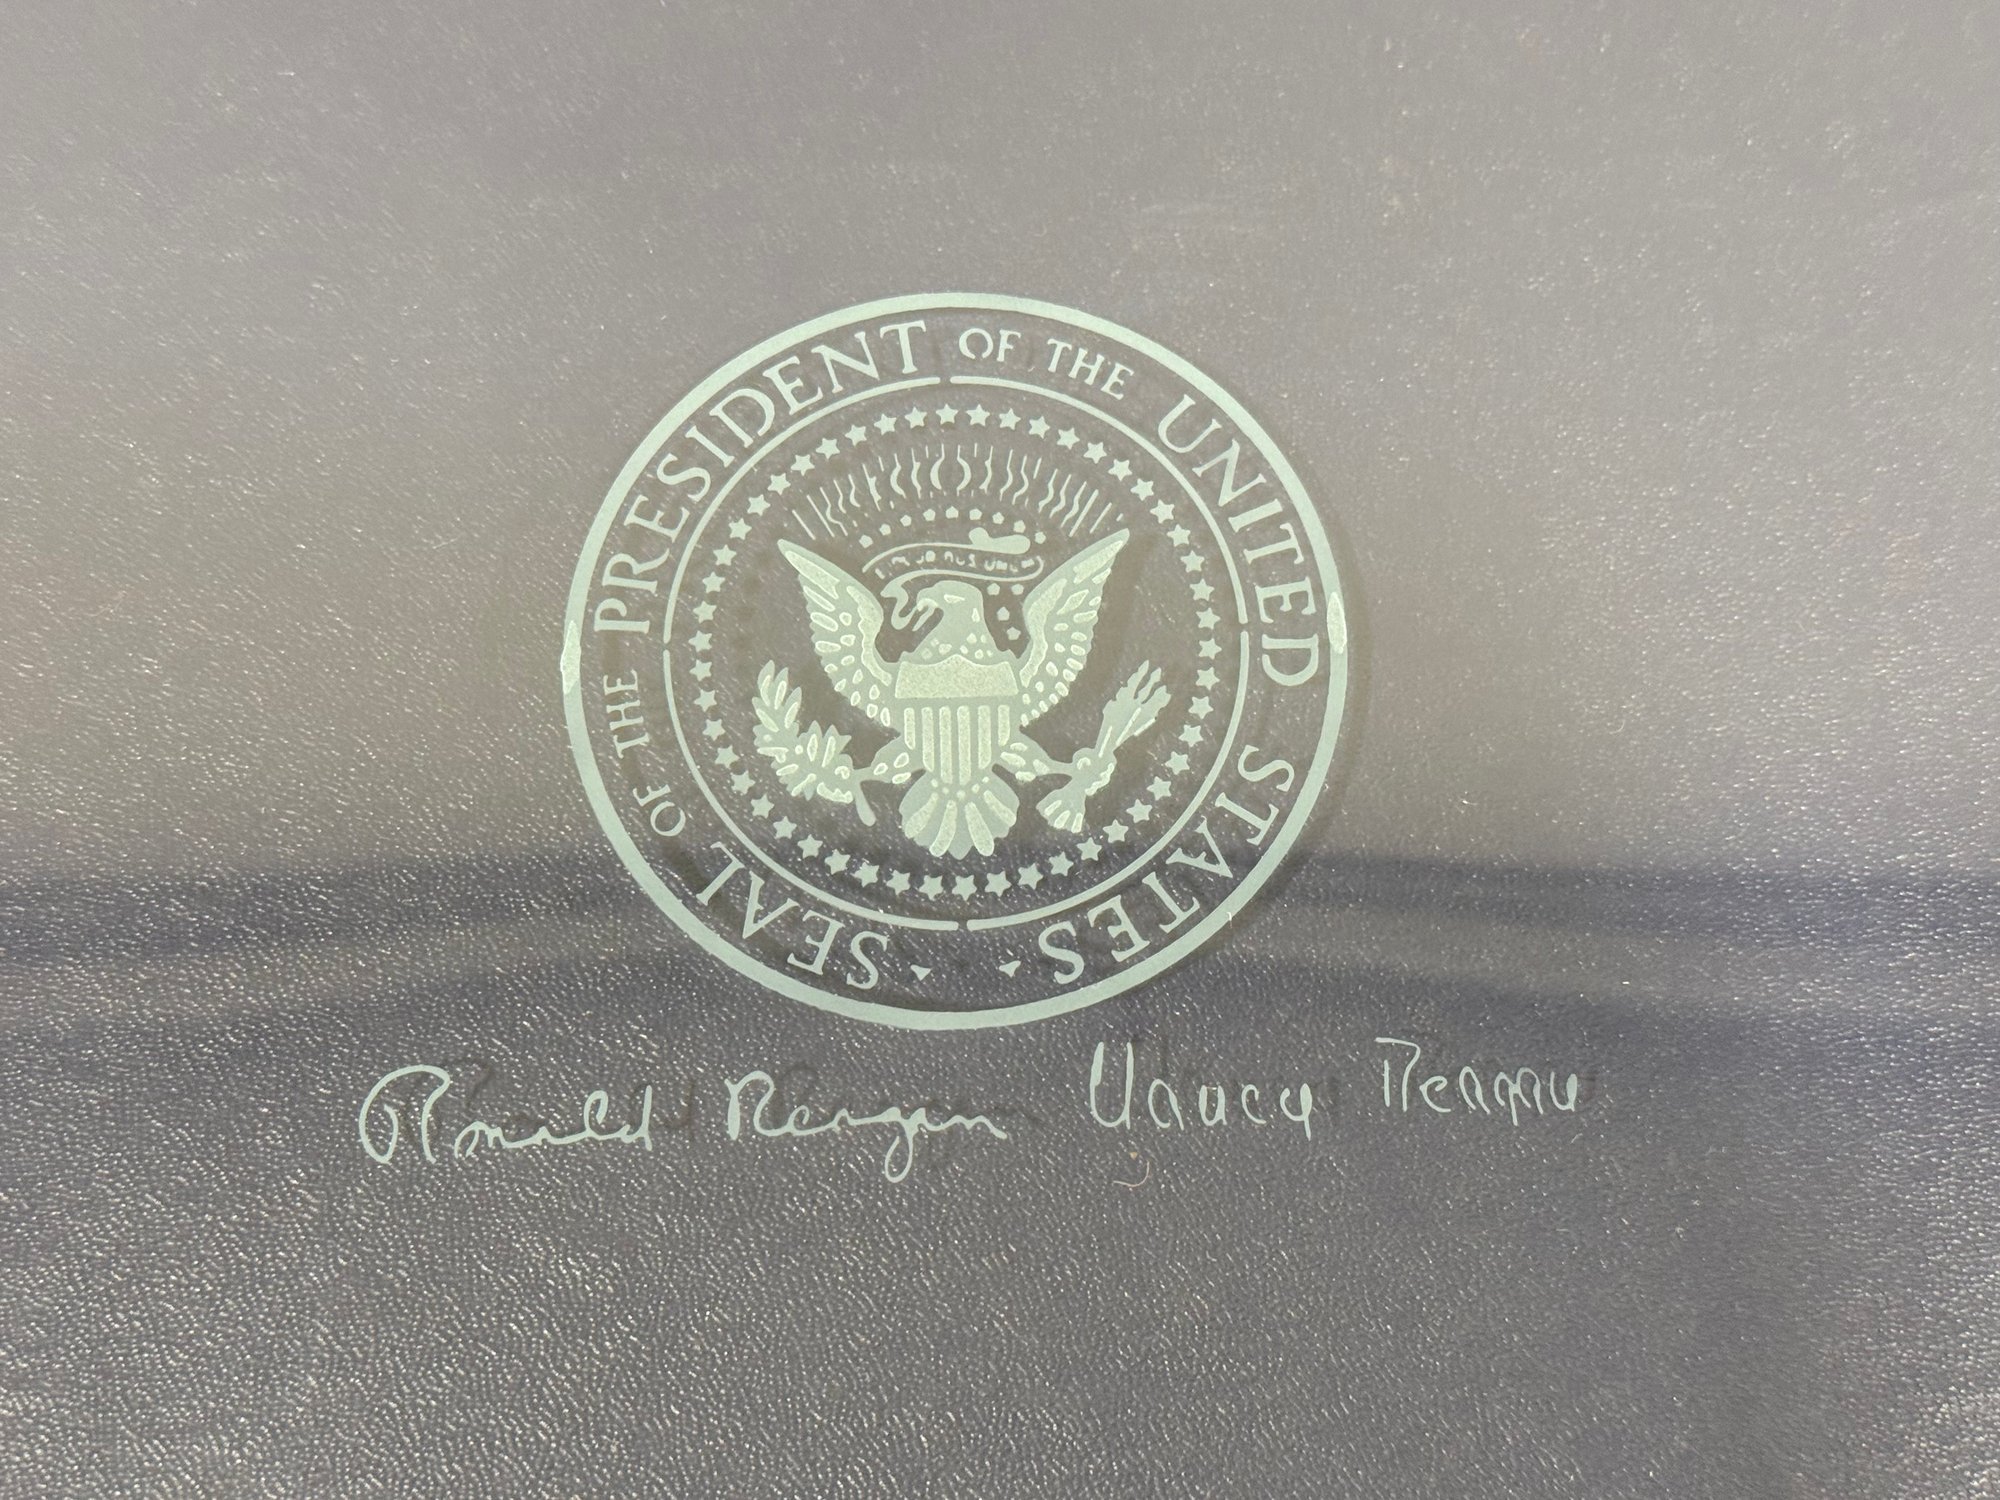 SEAL OF THE PRESIDENT OF THE UNITED STATES
Ronald Reagan Nancy Reagan